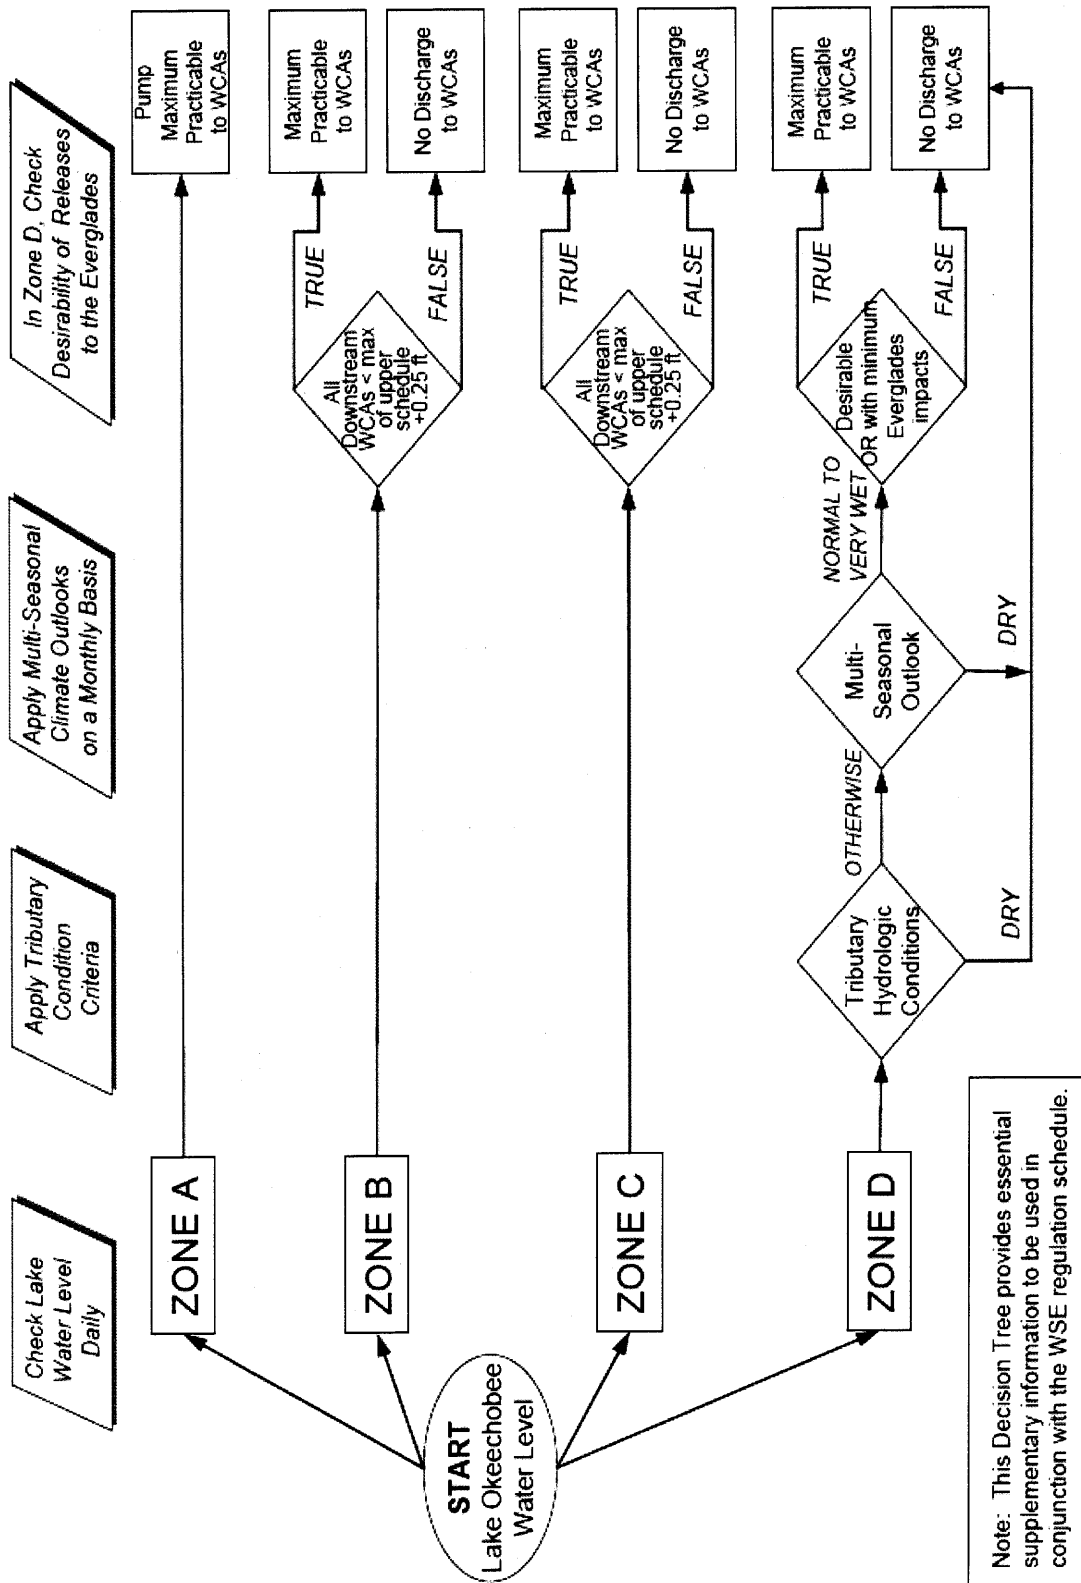 Check Lake
Water Level
Daily
Apply Tributary
Condition
Criteria
Apply Multi-Seasonal
Climate Outlooks
on a Monthly Basis
In Zone D, Check
Desirability of Releases
to the Everglades
START
Lake Okeechobee
Water Level
ZONE A
Pump
Maximum
Practicable
to WCAs
ZONE B
All
Downstream
WCAs < max
of upper
schedule
+0.25 ft
TRUE
Maximum
Practicable
to WCAs
FALSE
No Discharge
to WCAs
ZONE C
All
Downstream
WCAs < max
of upper
schedule
+0.25 ft
TRUE
Maximum
Practicable
to WCAs
FALSE
No Discharge
to WCAs
ZONE D
Tributary
Hydrologic
Conditions
OTHERWISE
DRY
Multi-
Seasonal
Outlook
NORMAL TO
VERY WET
DRY
Desirable
OR with minimum
Everglades
impacts
TRUE
Maximum
Practicable
to WCAs
FALSE
No Discharge
to WCAs
Note: This Decision Tree provides essential
supplementary information to be used in
conjunction with the WSE regulation schedule.